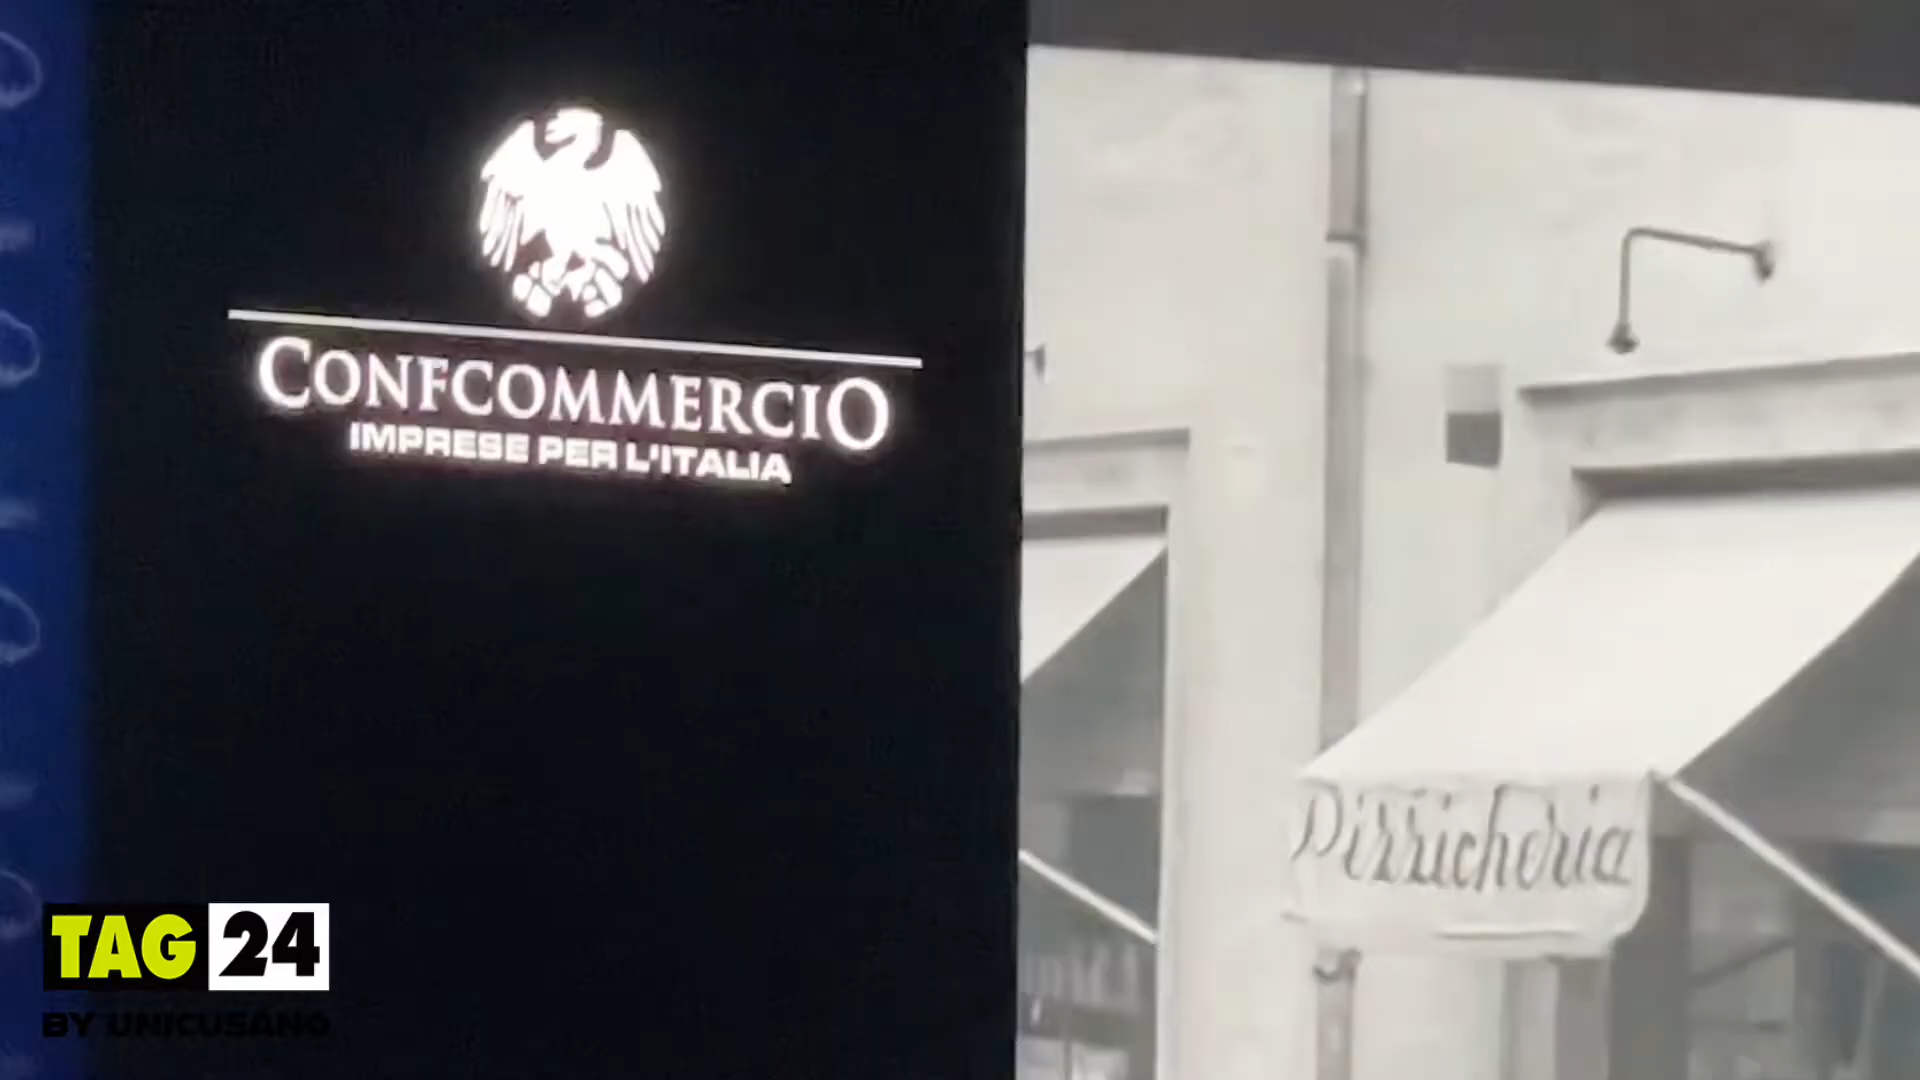 CONFCOMMERCIO
IMPRESE PER L'ITALIA
Pizzicheria
TAG 24
BY UNICUSANO